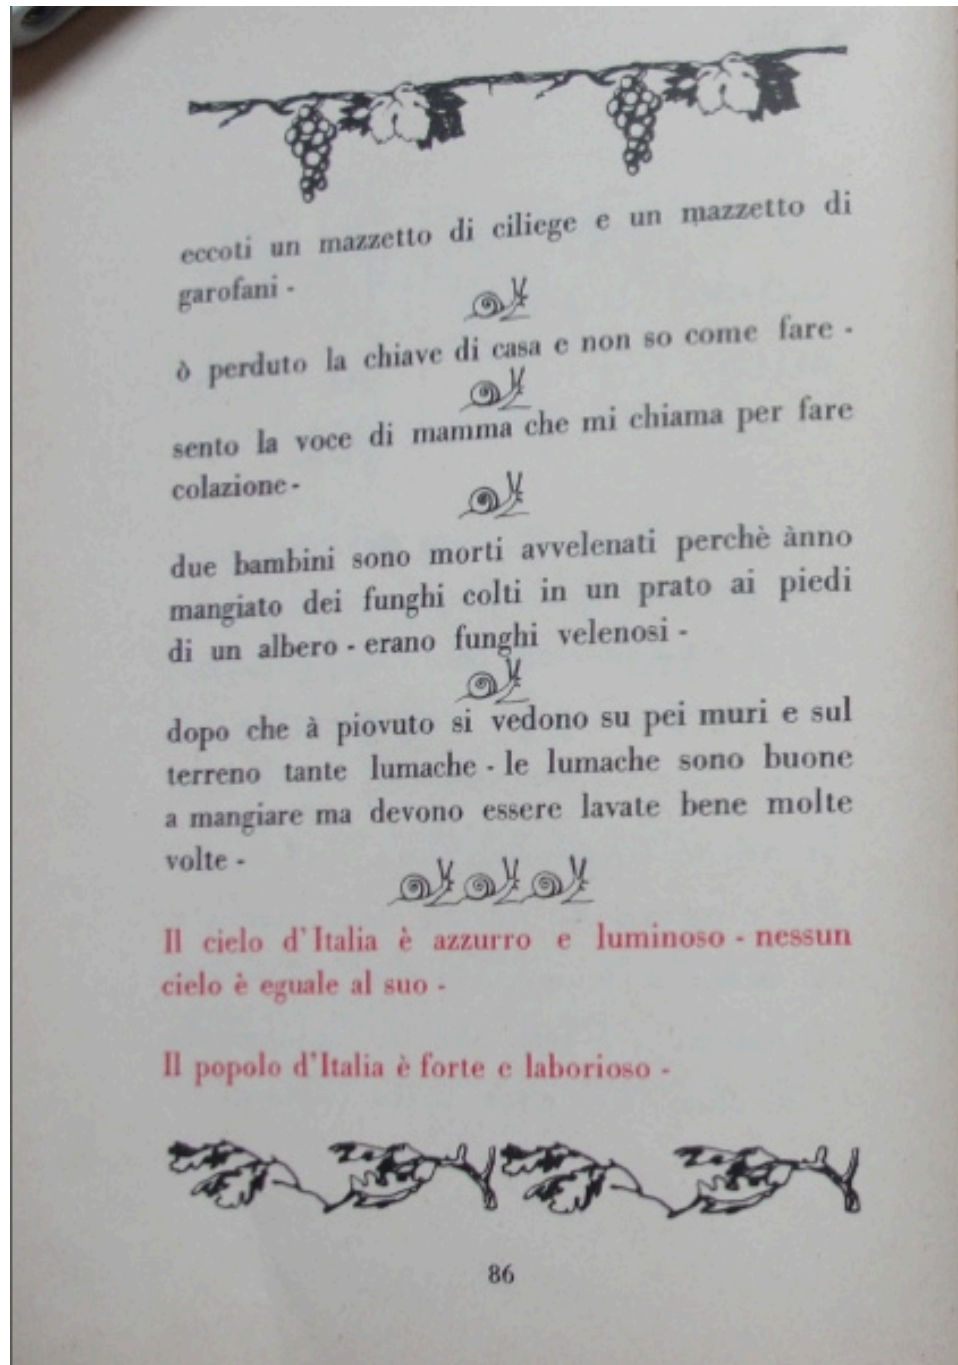 eccoti un mazzetto di ciliege e un mazzetto di
garofani -
ò perduto la chiave di casa e non so come fare -
sento la voce di mamma che mi chiama per fare
colazione -
due bambini sono morti avvelenati perchè ànno
mangiato dei funghi colti in un prato ai piedi
di un albero - erano funghi velenosi -
dopo che à piovuto si vedono su pei muri e sul
terreno tante lumache - le lumache sono buone
a mangiare ma devono essere lavate bene molte
volte -
Il cielo d'Italia è azzurro e luminoso - nessun
cielo è eguale al suo -
Il popolo d'Italia è forte e laborioso -
86